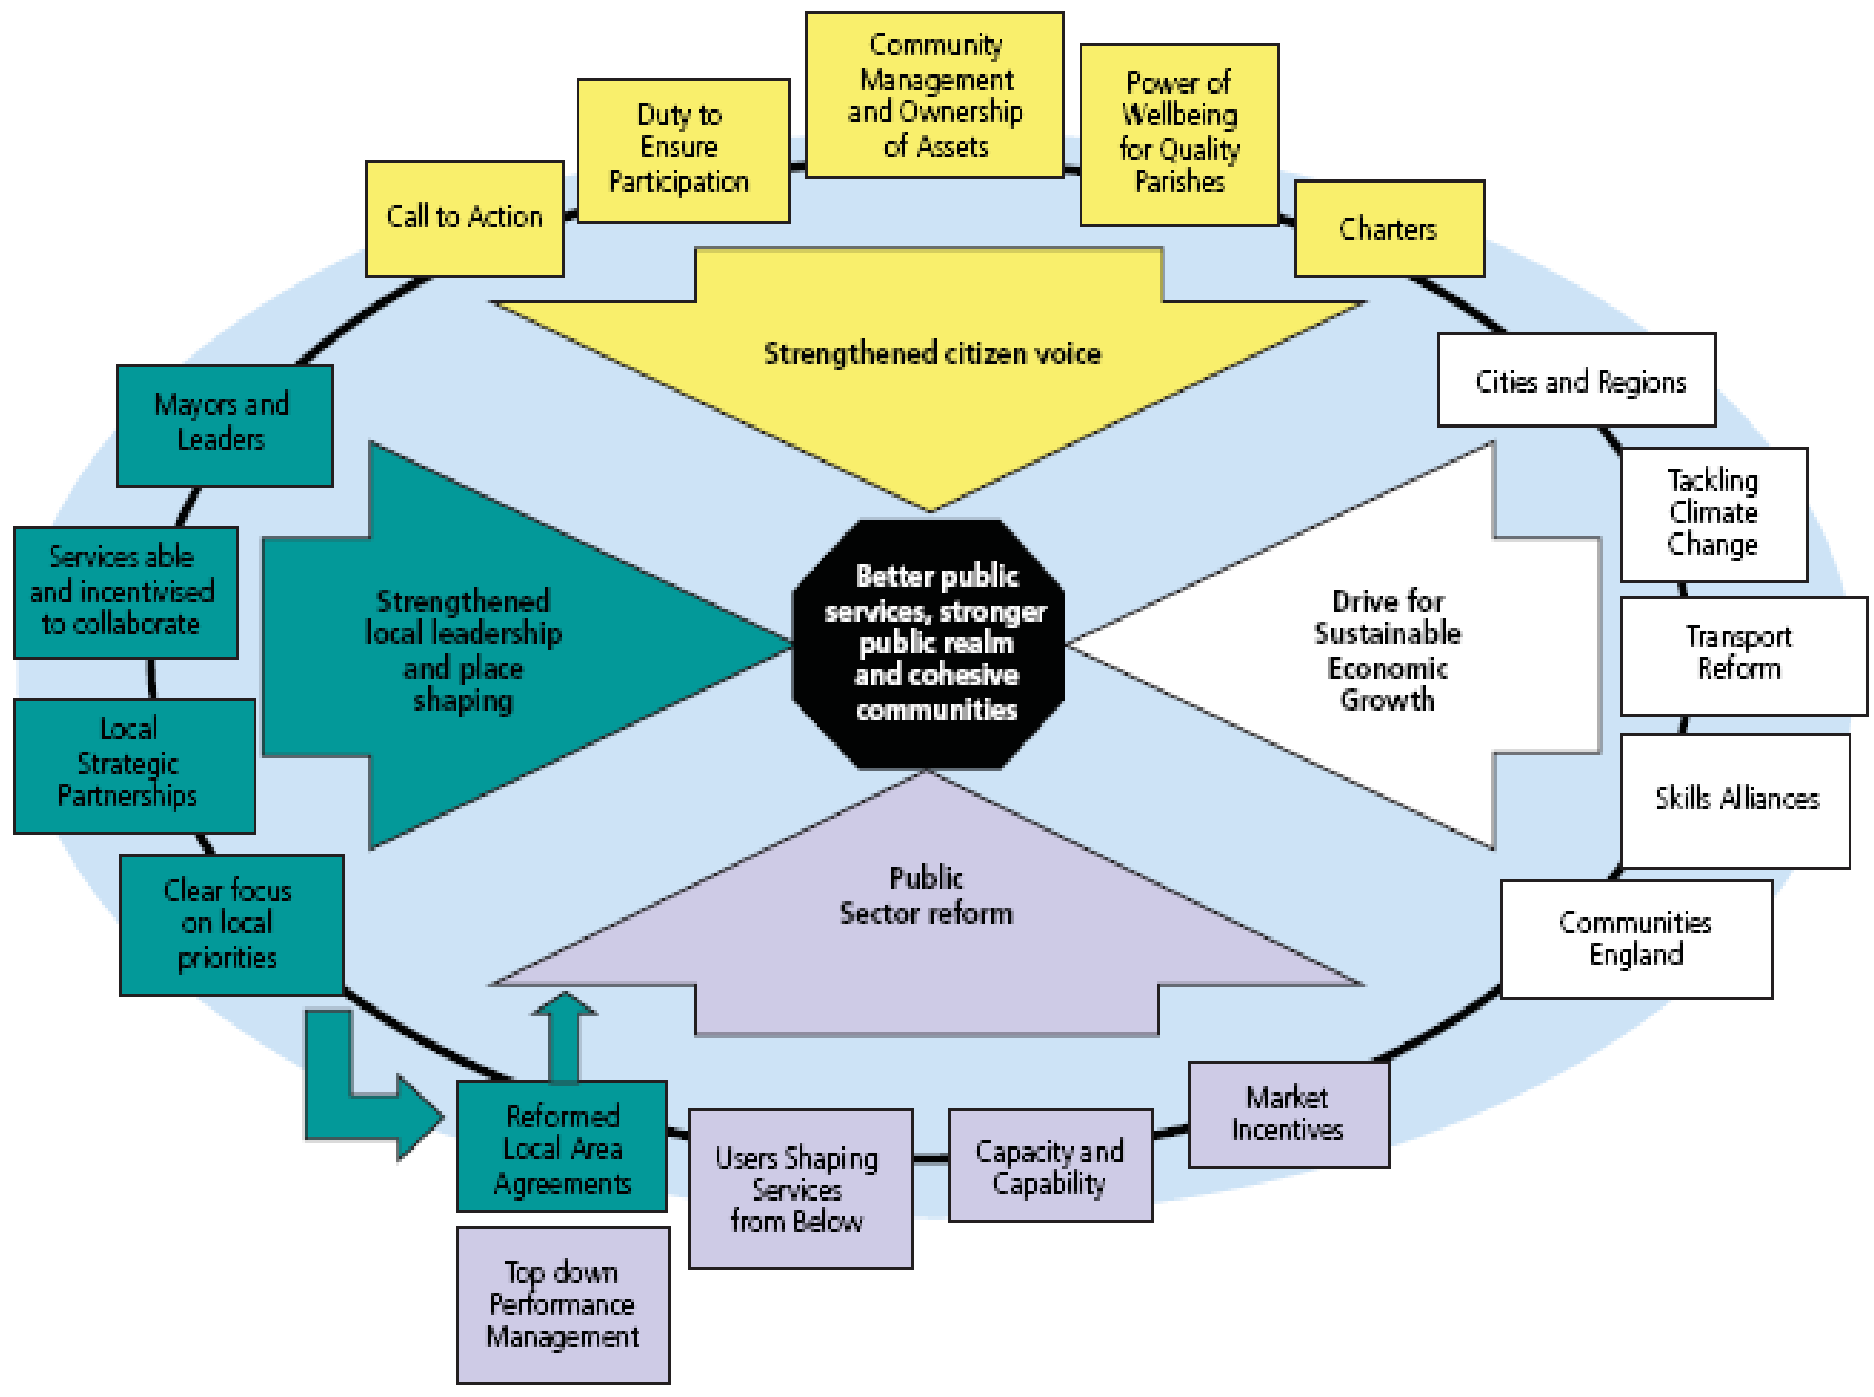 Community
Management
and Ownership
of Assets
Power of
Wellbeing
for Quality
Parishes
Duty to
Ensure
Participation
Call to Action
Charters
Strengthened citizen voice
Cities and Regions
Mayors and
Leaders
Tackling
Climate
Change
Services able
and incentivised
to collaborate
Strengthened
local leadership
and place
shaping
Better public
services, stronger
public realm
and cohesive
communities
Drive for
Sustainable
Economic
Growth
Transport
Reform
Local
Strategic
Partnerships
Skills Alliances
Clear focus
on local
priorities
Public
Sector reform
Communities
England
Reformed
Local Area
Agreements
Users Shaping
Services
from Below
Capacity and
Capability
Market
Incentives
Top down
Performance
Management